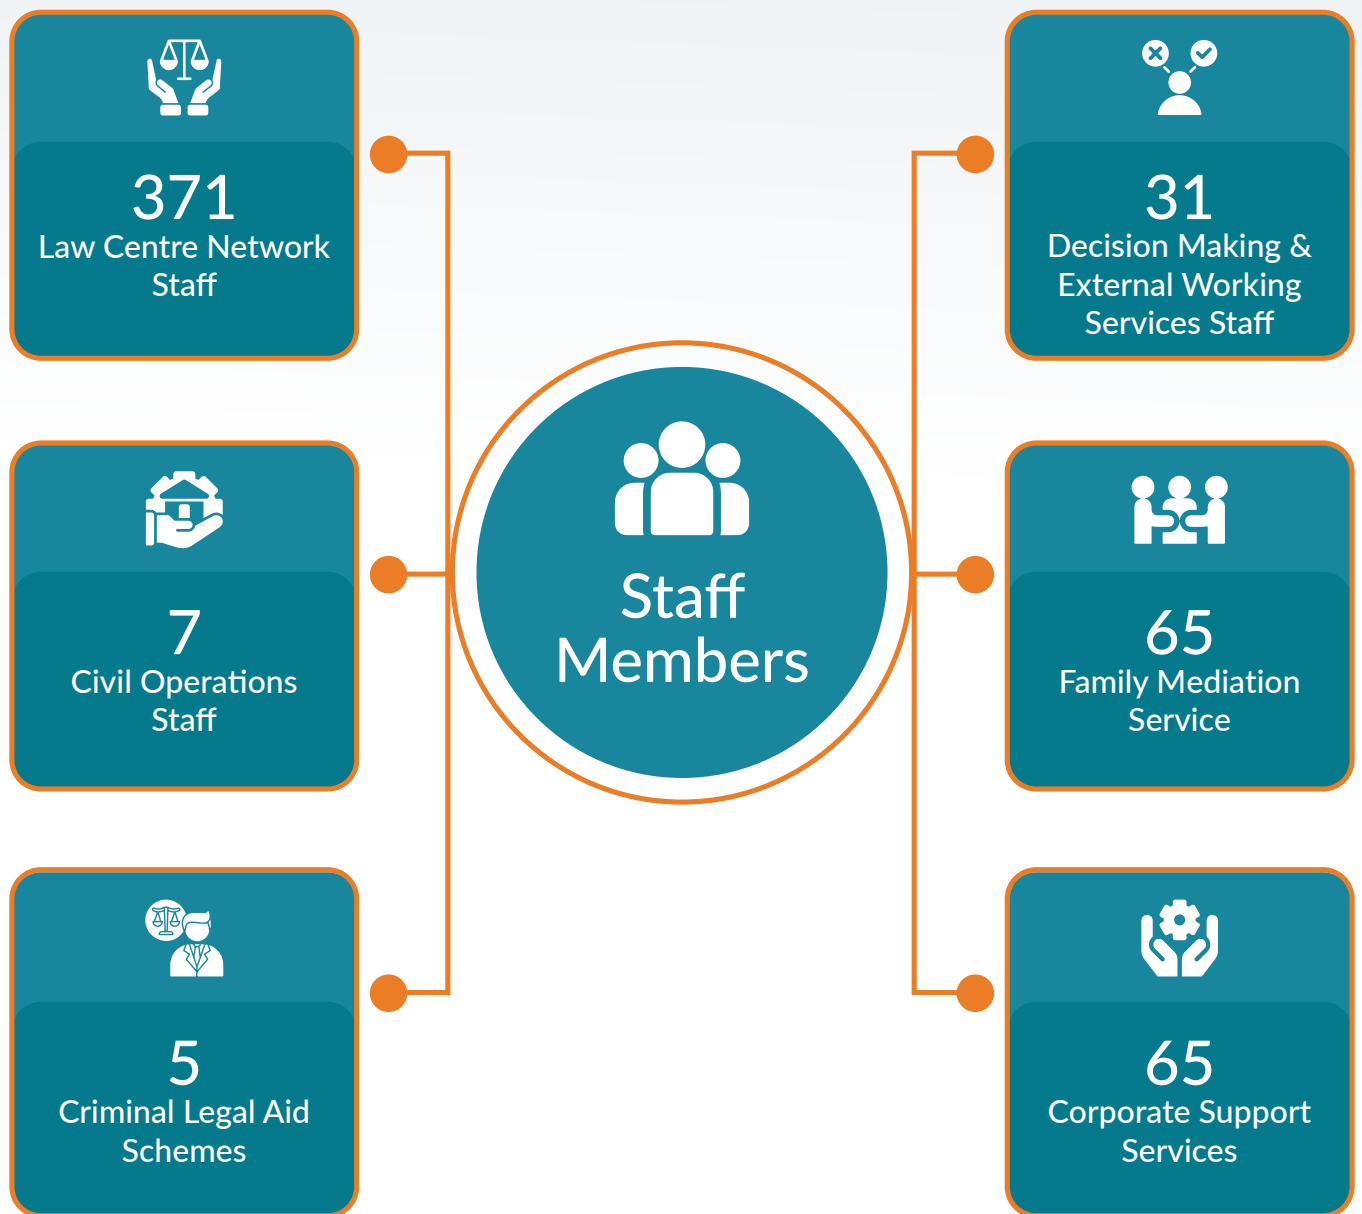 371
Law Centre Network
Staff
7
Civil Operations
Staff
5
Criminal Legal Aid
Schemes
Staff
Members
31
Decision Making &
External Working
Services Staff
65
Family Mediation
Service
65
Corporate Support
Services